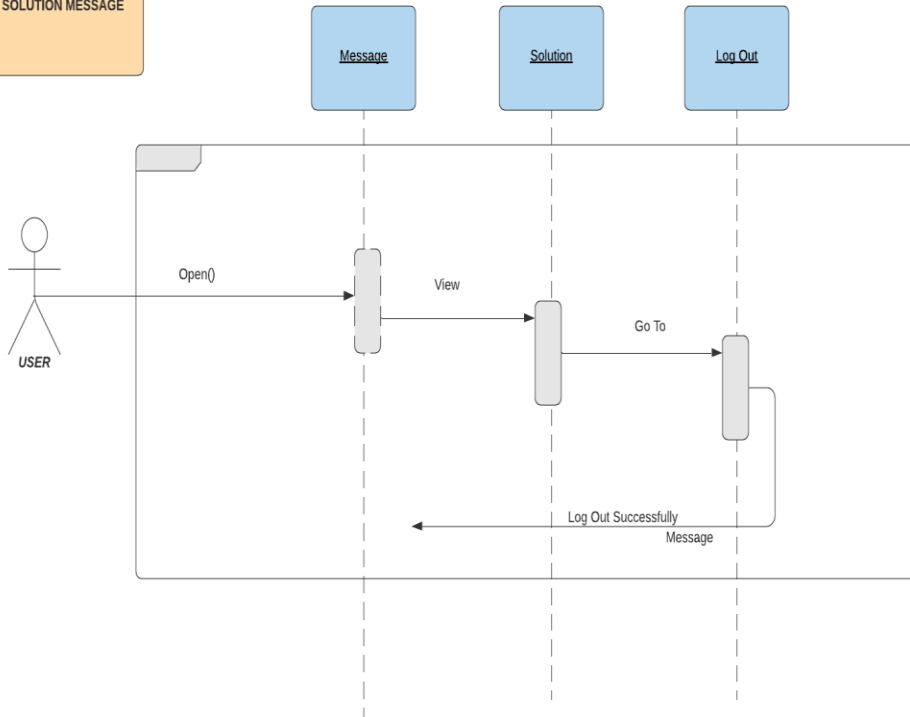 SOLUTION MESSAGE
Message
Solution
Log Out
Open()
View
Go To
USER
Log Out Successfully
Message